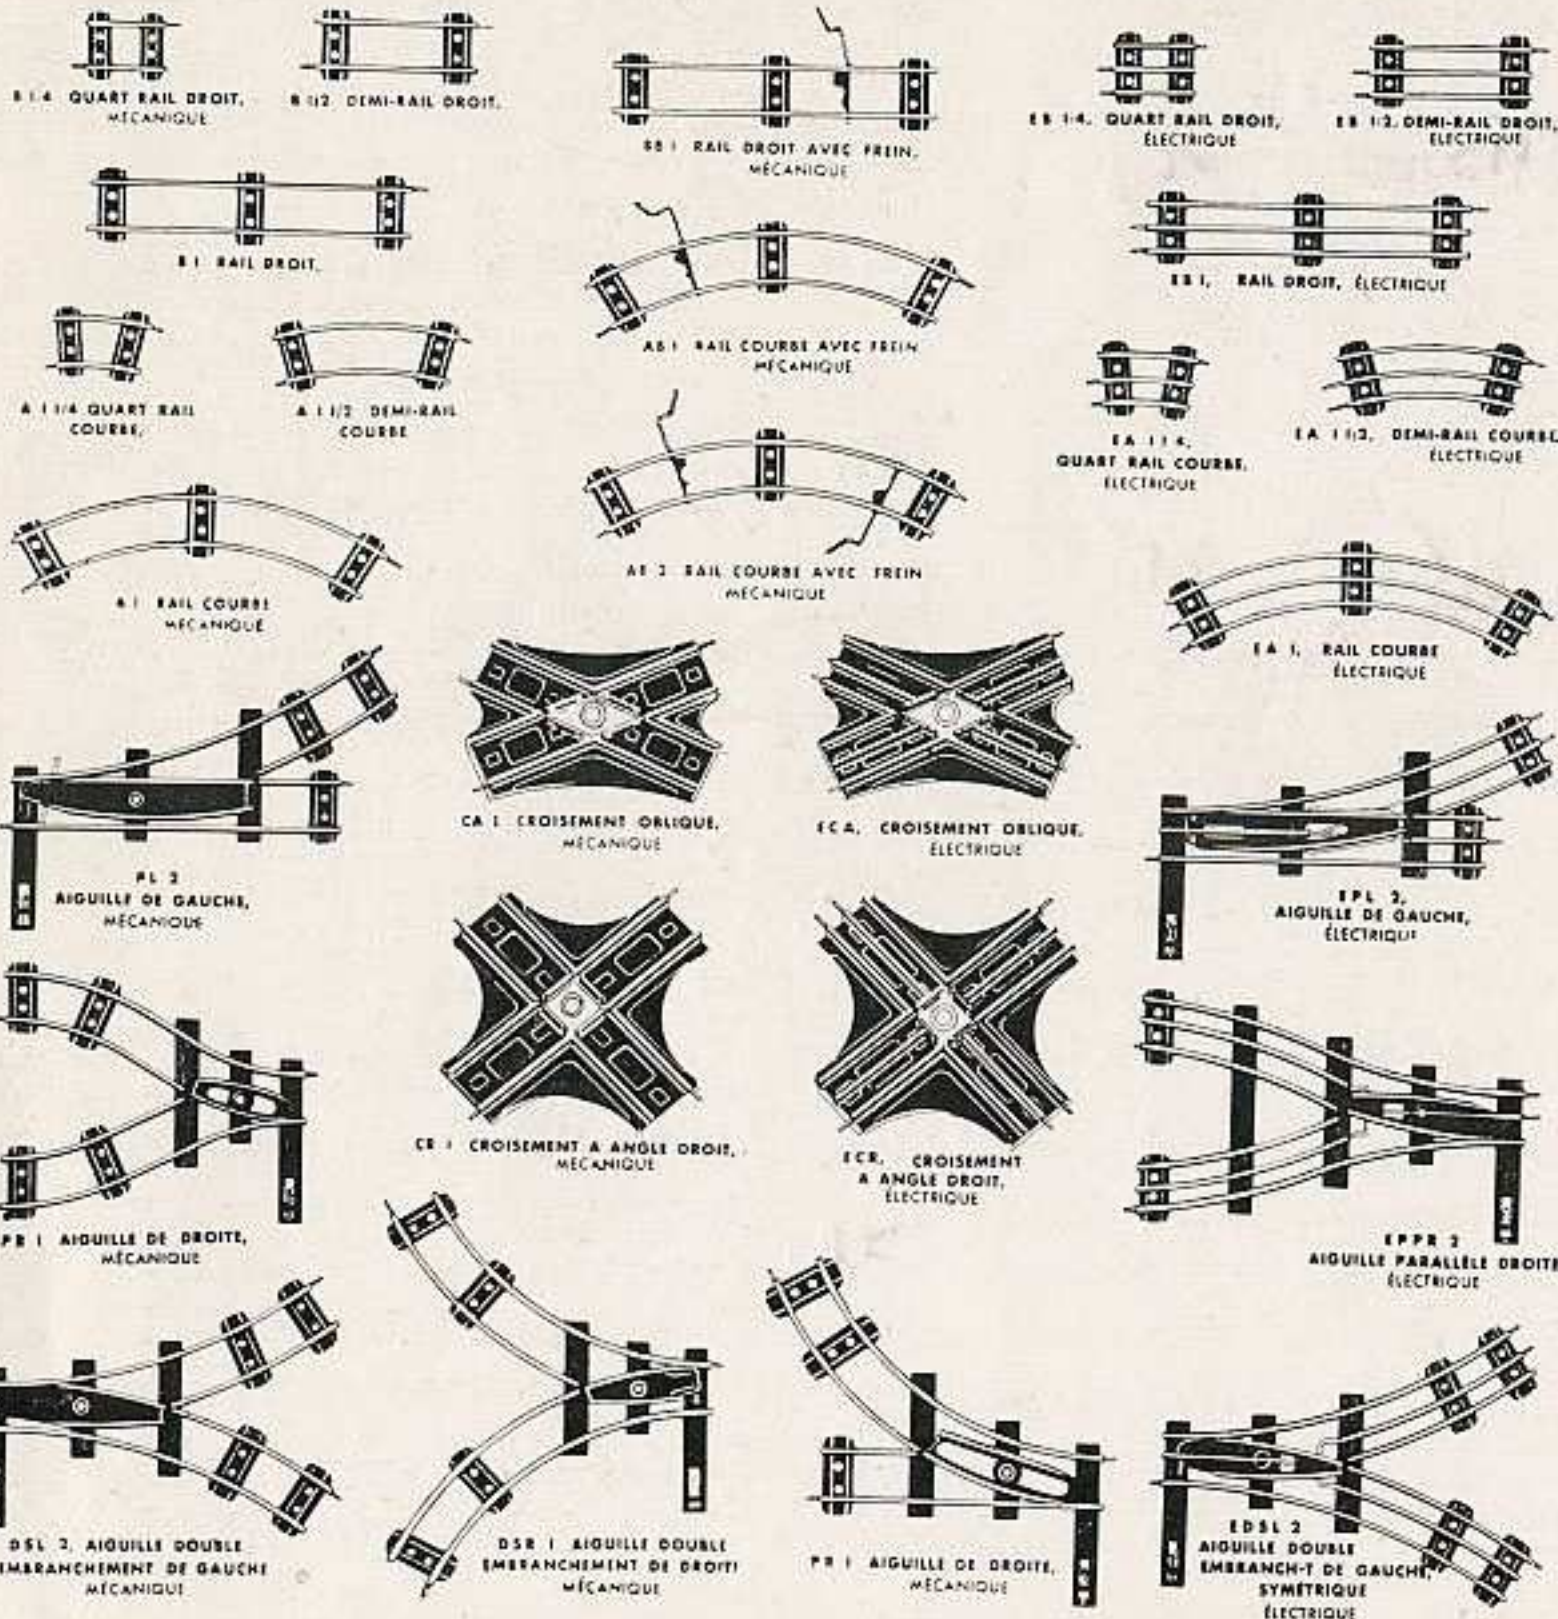 B 1/4 QUART RAIL DROIT,
MÉCANIQUE
B 1/2 DEMI-RAIL DROIT,
BB 1 RAIL DROIT AVEC FREIN,
MÉCANIQUE
EB 1/4, QUART RAIL DROIT,
ÉLECTRIQUE
EB 1/2, DEMI-RAIL DROIT,
ÉLECTRIQUE
B 1 RAIL DROIT,
AB 1 RAIL COURBE AVEC FREIN
MÉCANIQUE
EB 1, RAIL DROIT, ÉLECTRIQUE
A 1 1/4 QUART RAIL
COURBE,
A 1 1/2 DEMI-RAIL
COURBE
EA 1 1/4,
QUART RAIL COURBE,
ÉLECTRIQUE
EA 1 1/2, DEMI-RAIL COURBE,
ÉLECTRIQUE
A 1 RAIL COURBE
MÉCANIQUE
AB 2 RAIL COURBE AVEC FREIN
MÉCANIQUE
EA 1, RAIL COURBE
ÉLECTRIQUE
PL 2
AIGUILLE DE GAUCHE,
MÉCANIQUE
CA 1 CROISEMENT OBLIQUE,
MÉCANIQUE
ECA, CROISEMENT OBLIQUE,
ÉLECTRIQUE
EPL 2,
AIGUILLE DE GAUCHE,
ÉLECTRIQUE
PR 1 AIGUILLE DE DROITE,
MÉCANIQUE
CR 1 CROISEMENT A ANGLE DROIT,
MÉCANIQUE
ECR, CROISEMENT
A ANGLE DROIT,
ÉLECTRIQUE
EPPR 2
AIGUILLE PARALLÈLE DROITE
ÉLECTRIQUE
DSL 2, AIGUILLE DOUBLE
EMBRANCHEMENT DE GAUCHE
MÉCANIQUE
DSR 1 AIGUILLE DOUBLE
EMBRANCHEMENT DE DROIT
MÉCANIQUE
PR 1 AIGUILLE DE DROITE,
MÉCANIQUE
EDSL 2
AIGUILLE DOUBLE
EMBRANCH-T DE GAUCHE,
SYMÉTRIQUE
ÉLECTRIQUE